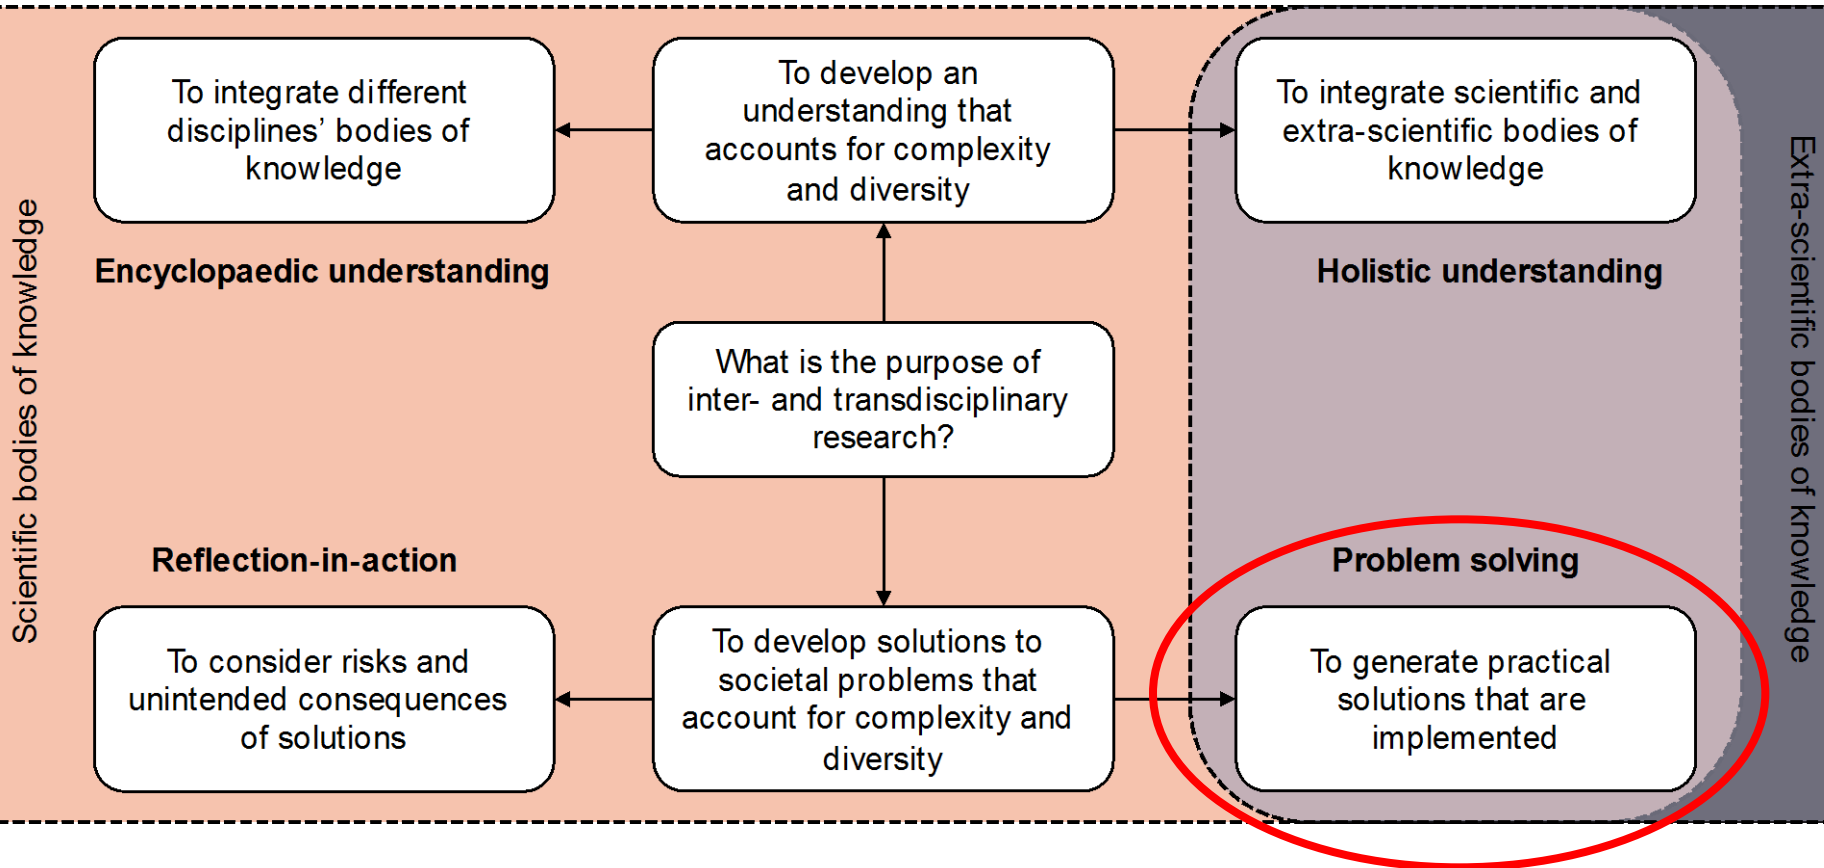 Scientific bodies of knowledge
To integrate different
disciplines’ bodies of
knowledge
Encyclopaedic understanding
To develop an
understanding that
accounts for complexity
and diversity
To integrate scientific and
extra-scientific bodies of
knowledge
Holistic understanding
What is the purpose of
inter- and transdisciplinary
research?
Reflection-in-action
To consider risks and
unintended consequences
of solutions
To develop solutions to
societal problems that
account for complexity and
diversity
Problem solving
To generate practical
solutions that are
implemented
Extra-scientific bodies of knowledge